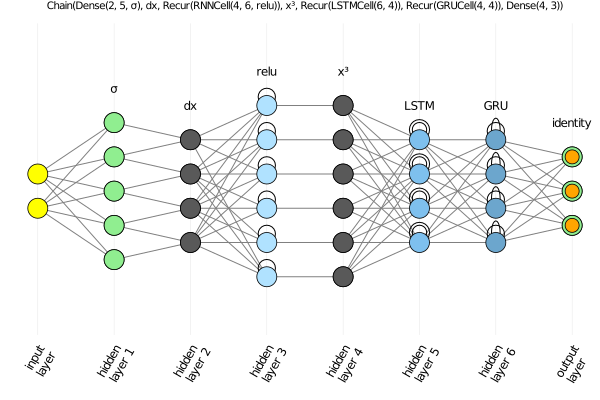 Chain(Dense(2, 5, σ), dx, Recur(RNNCell(4, 6, relu)), x³, Recur(LSTMCell(6, 4)), Recur(GRUCell(4, 4)), Dense(4, 3))
σ
dx
relu
x³
LSTM
GRU
identity
input
layer
hidden
layer 1
hidden
layer 2
hidden
layer 3
hidden
layer 4
hidden
layer 5
hidden
layer 6
output
layer